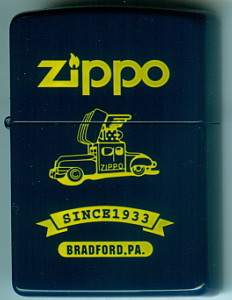 zippo
ZIPPO
SINCE1933
BRADFORD, PA.